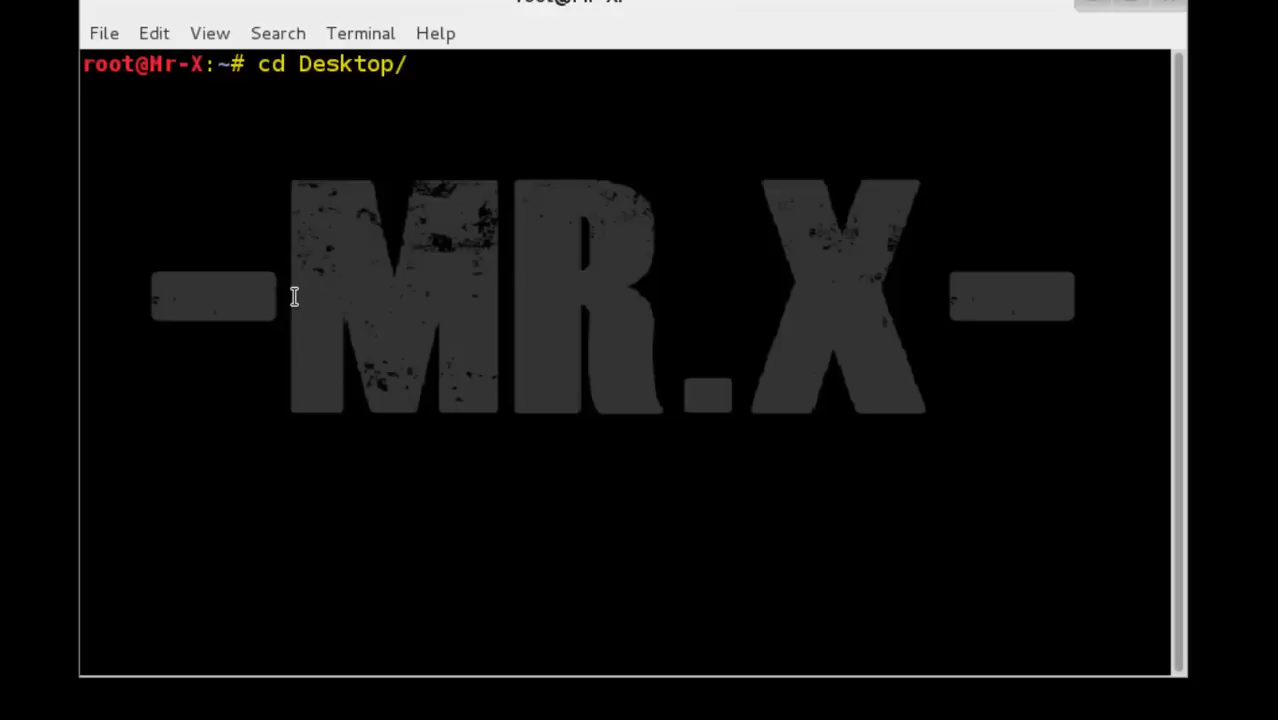 File Edit View Search Terminal Help
root@Mr-X:~# cd Desktop/
-MR.X-